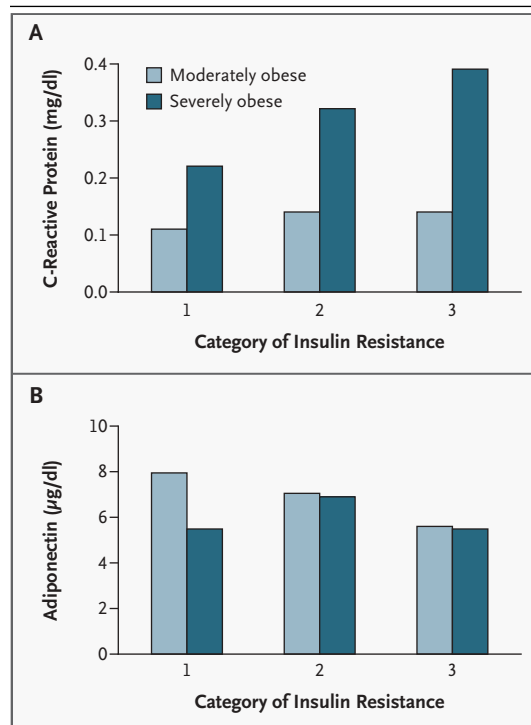 A
C-Reactive Protein (mg/dl)
0.4
0.3
0.2
0.1
0.0
Moderately obese
Severely obese
1 2 3
Category of Insulin Resistance
B
Adiponectin (µg/dl)
10
8
6
4
2
0
1 2 3
Category of Insulin Resistance